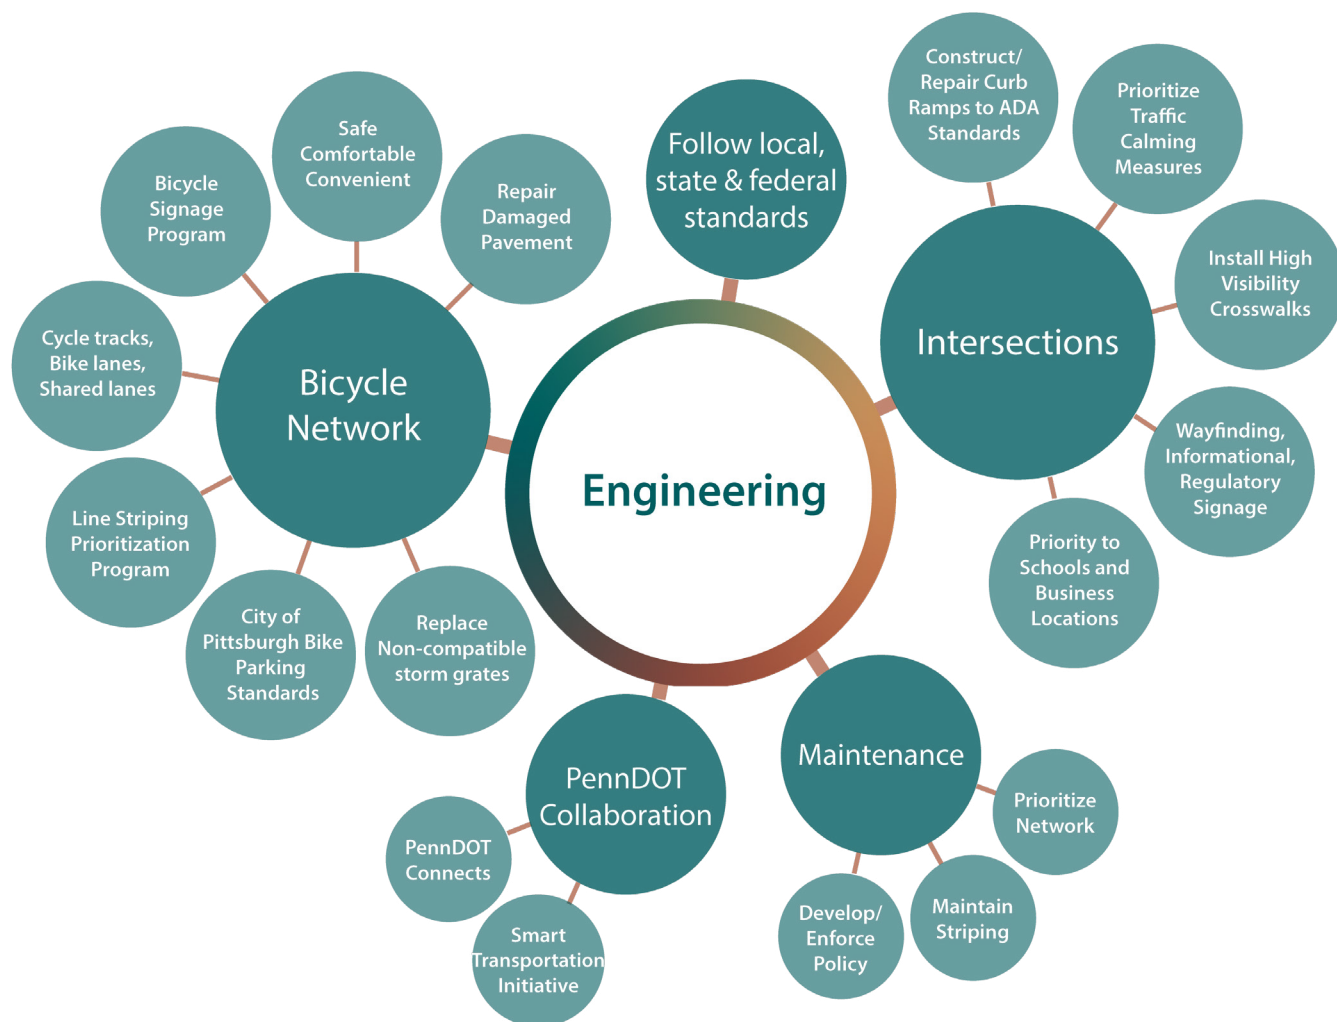 Engineering
Follow local,
state & federal
standards
Intersections
Construct/
Repair Curb
Ramps to ADA
Standards
Prioritize
Traffic
Calming
Measures
Install High
Visibility
Crosswalks
Wayfinding,
Informational,
Regulatory
Signage
Priority to
Schools and
Business
Locations
Maintenance
Prioritize
Network
Maintain
Striping
Develop/
Enforce
Policy
PennDOT
Collaboration
Smart
Transportation
Initiative
PennDOT
Connects
Bicycle
Network
Replace
Non-compatible
storm grates
City of
Pittsburgh Bike
Parking
Standards
Line Striping
Prioritization
Program
Cycle tracks,
Bike lanes,
Shared lanes
Bicycle
Signage
Program
Safe
Comfortable
Convenient
Repair
Damaged
Pavement